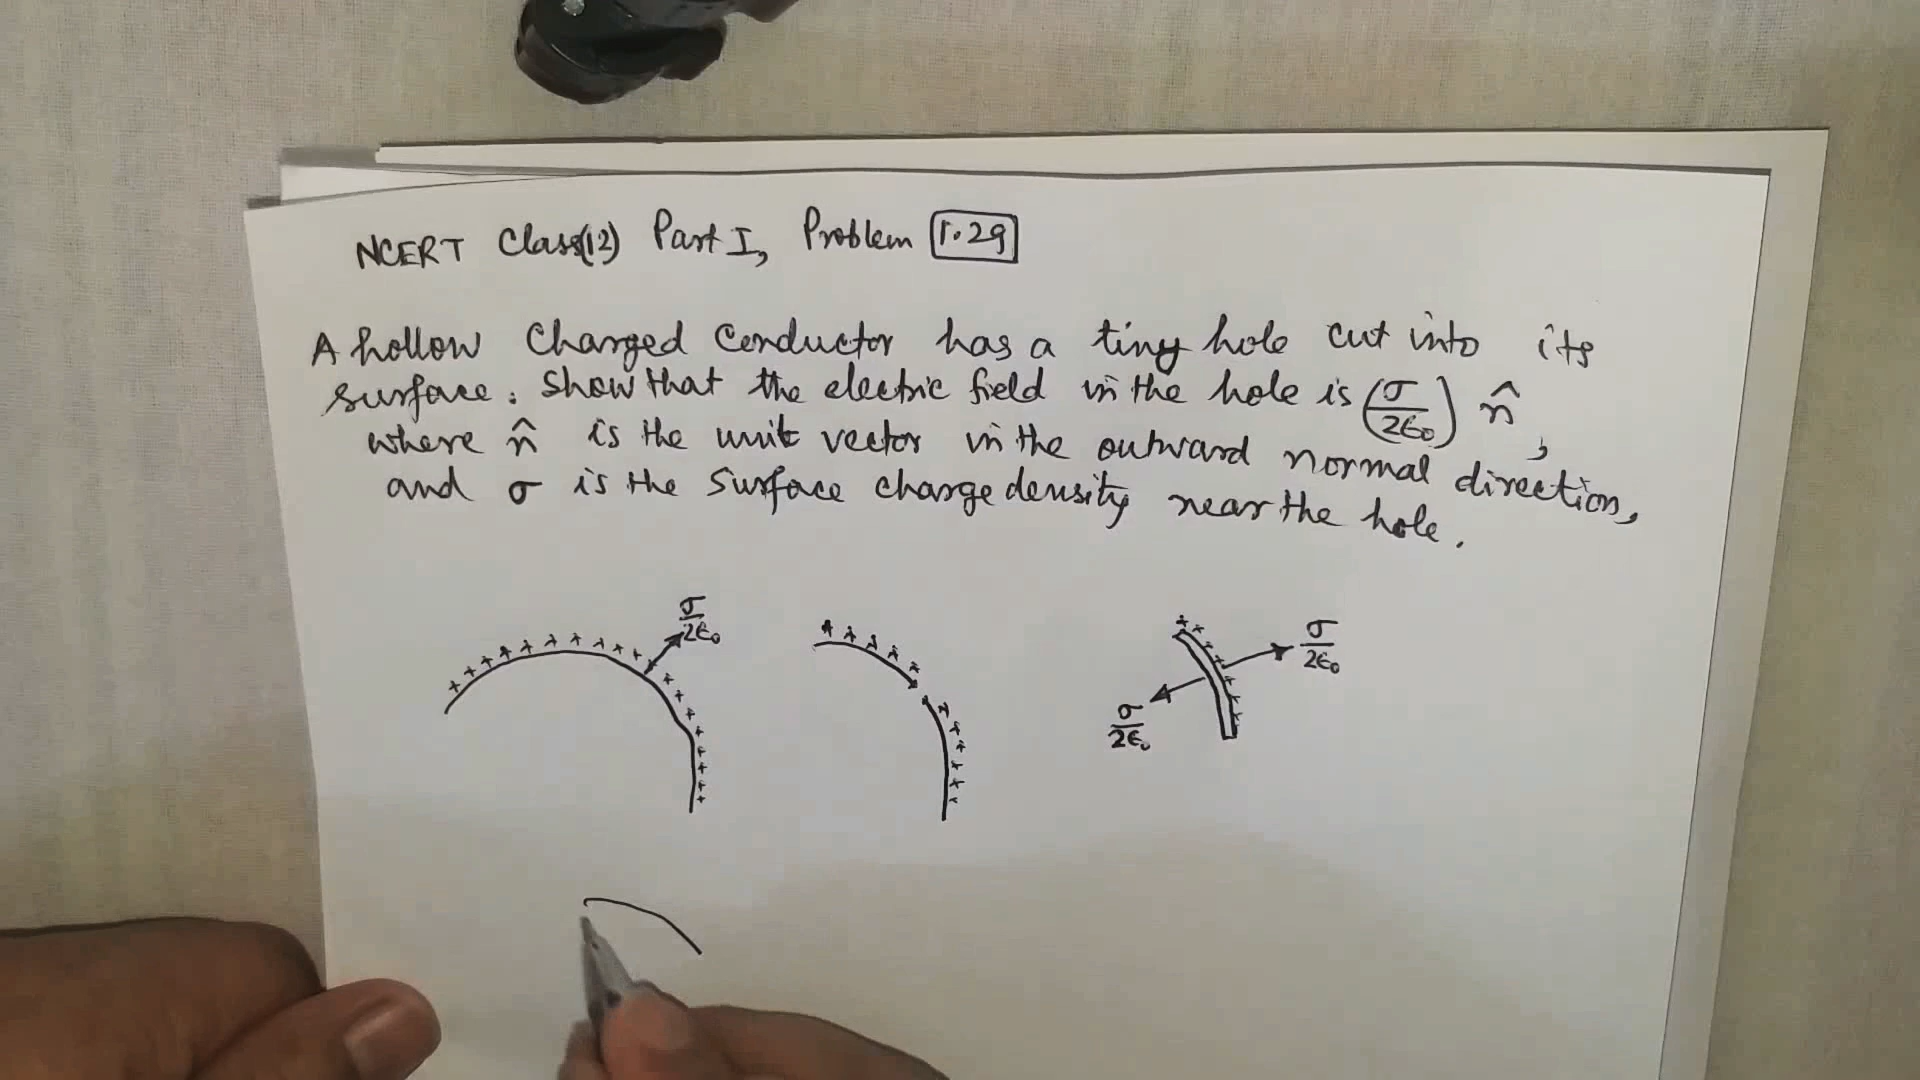 NCERT Class(12) Part I, Problem 1.29
A hollow Charged Conductor has a tiny hole cut into its
surface. Show that the electric field in the hole is (σ/2ϵ₀) n̂,
where n̂ is the unit vector in the outward normal direction,
and σ is the Surface charge density near the hole.
σ/2ϵ₀
σ/2ϵ₀
σ/2ϵ₀